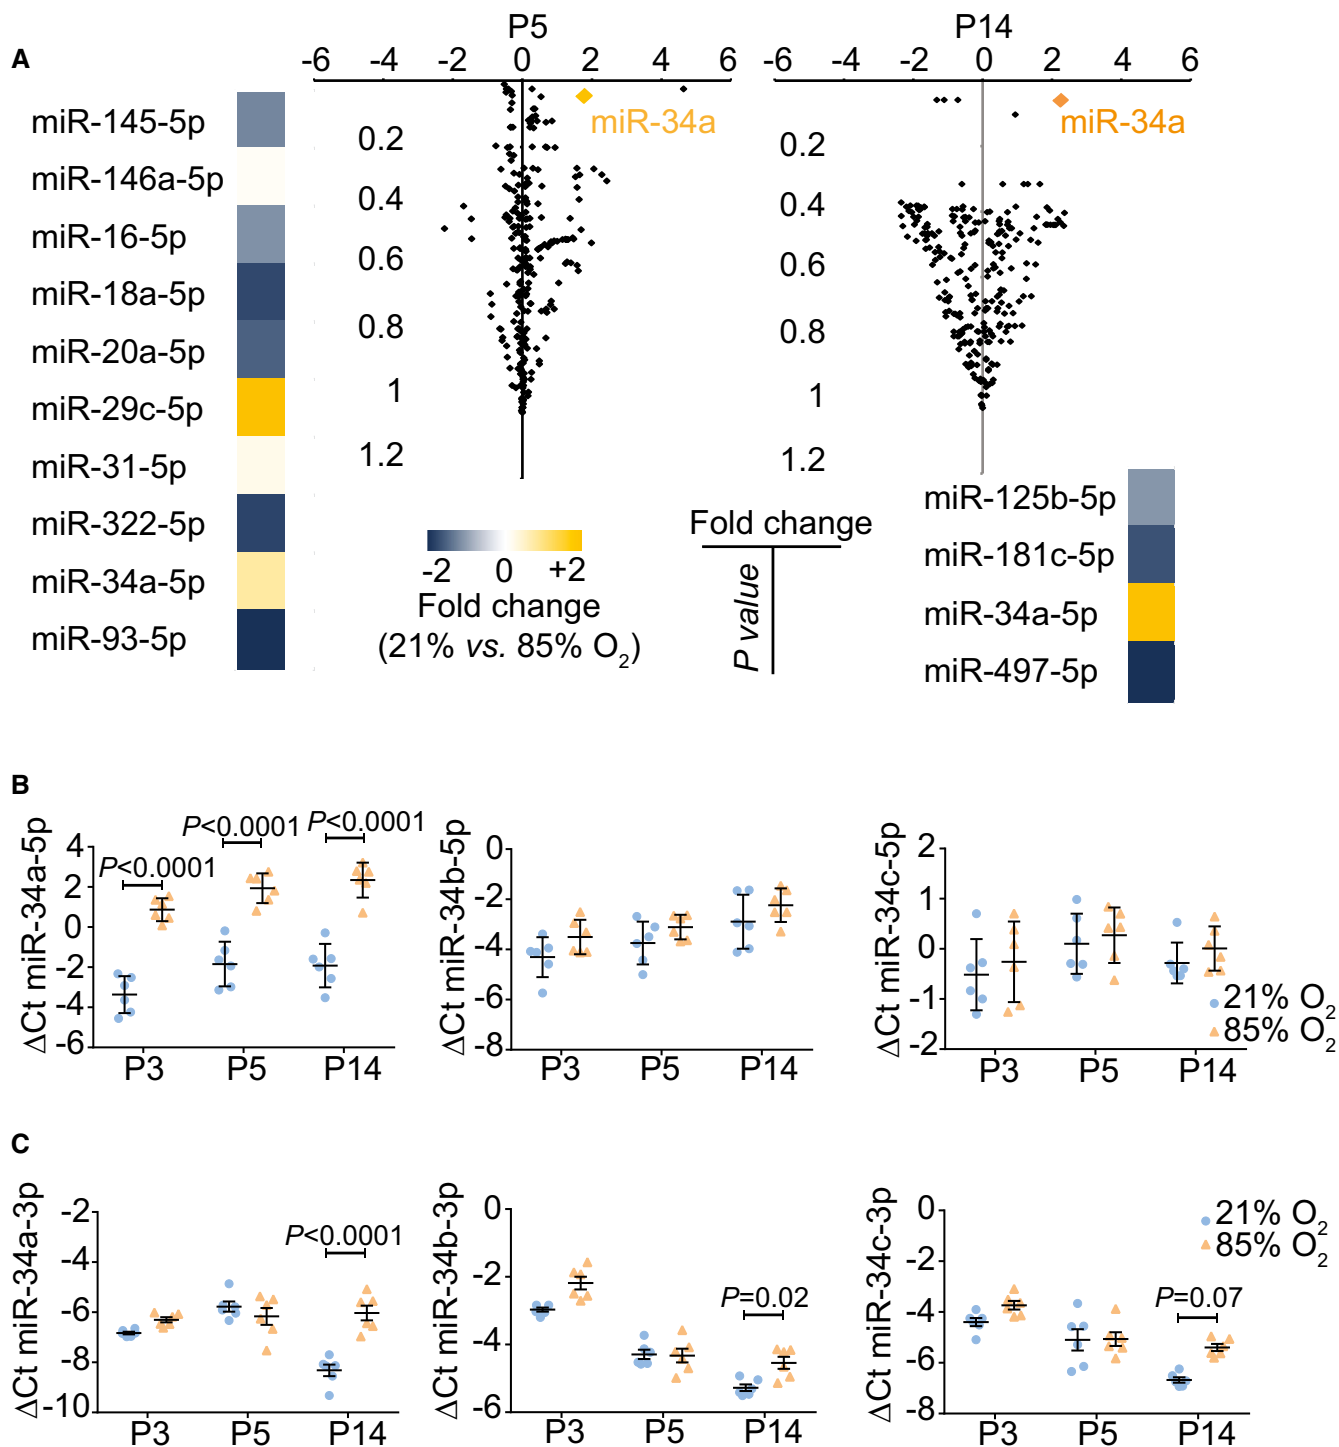 A
P5
P14
-6 -4 -2 0 2 4 6
-6 -4 -2 0 2 4 6
miR-34a
miR-34a
0.2
0.4
0.6
0.8
1
1.2
0.2
0.4
0.6
0.8
1
1.2
miR-145-5p
miR-146a-5p
miR-16-5p
miR-18a-5p
miR-20a-5p
miR-29c-5p
miR-31-5p
miR-322-5p
miR-34a-5p
miR-93-5p
-2 0 +2
Fold change
(21% vs. 85% O2)
Fold change
P value
miR-125b-5p
miR-181c-5p
miR-34a-5p
miR-497-5p
B
ΔCt miR-34a-5p
4
2
0
-2
-4
-6
P<0.0001
P<0.0001
P<0.0001
P3 P5 P14
ΔCt miR-34b-5p
0
-2
-4
-6
-8
P3 P5 P14
ΔCt miR-34c-5p
2
1
0
-1
-2
P3 P5 P14
21% O2
85% O2
C
ΔCt miR-34a-3p
-2
-4
-6
-8
-10
P<0.0001
P3 P5 P14
ΔCt miR-34b-3p
0
-2
-4
-6
P=0.02
P3 P5 P14
ΔCt miR-34c-3p
0
-2
-4
-6
-8
P=0.07
P3 P5 P14
21% O2
85% O2